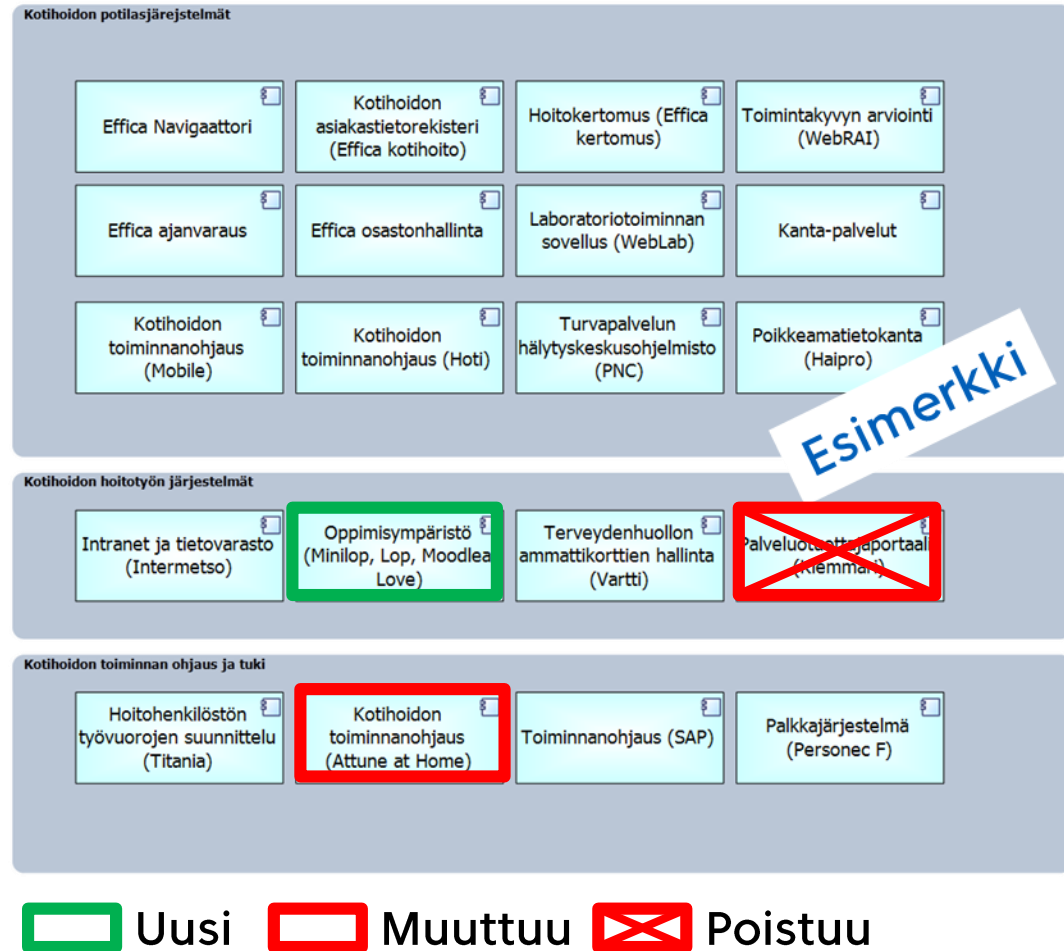 Kotihoidon potilasjärejstelmät
Effica Navigaattori
Kotihoidon
asiakastietorekisteri
(Effica kotihoito)
Hoitokertomus (Effica
kertomus)
Toimintakyvyn arviointi
(WebRAI)
Effica ajanvaraus
Effica osastonhallinta
Laboratoriotoiminnan
sovellus (WebLab)
Kanta-palvelut
Kotihoidon
toiminnanohjaus
(Mobile)
Kotihoidon
toiminnanohjaus (Hoti)
Turvapalvelun
hälytyskeskusohjelmisto
(PNC)
Poikkeamatietokanta
(Haipro)
Esimerkki
Kotihoidon hoitotyön järjestelmät
Intranet ja tietovarasto
(Intermetso)
Oppimisympäristö
(Minilop, Lop, Moodlea
Love)
Terveydenhuollon
ammattikorttien hallinta
(Vartti)
Palveluotuottajaportaali
(Klemmari)
Kotihoidon toiminnan ohjaus ja tuki
Hoitohenkilöstön
työvuorojen suunnittelu
(Titania)
Kotihoidon
toiminnanohjaus
(Attune at Home)
Toiminnanohjaus (SAP)
Palkkajärjestelmä
(Personec F)
Uusi
Muuttuu
Poistuu